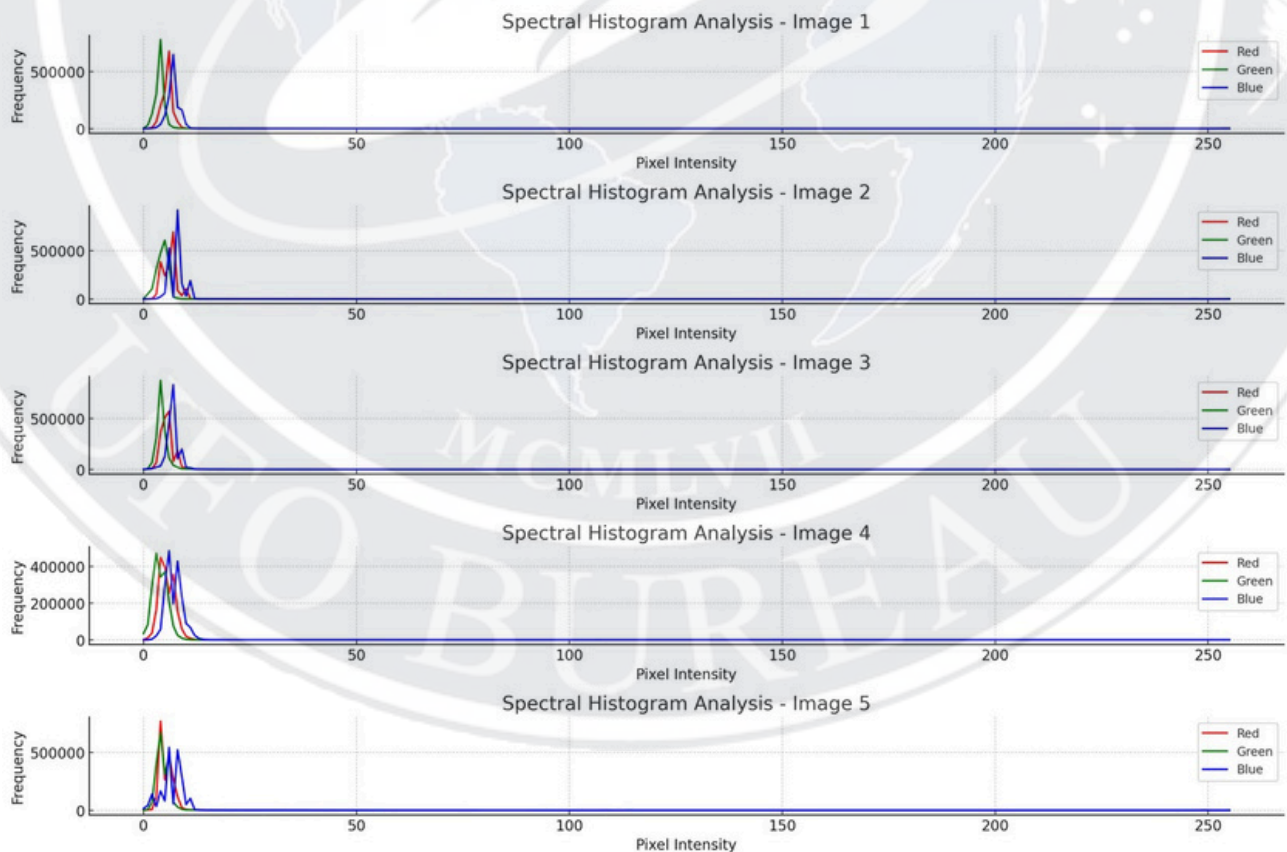 Spectral Histogram Analysis - Image 1
Frequency
500000
0
Red
Green
Blue
0 50 100 150 200 250
Pixel Intensity
Spectral Histogram Analysis - Image 2
Frequency
500000
0
Red
Green
Blue
0 50 100 150 200 250
Pixel Intensity
Spectral Histogram Analysis - Image 3
Frequency
500000
0
Red
Green
Blue
0 50 100 150 200 250
Pixel Intensity
MCMLVII
Spectral Histogram Analysis - Image 4
Frequency
400000
200000
0
Red
Green
Blue
0 50 100 150 200 250
Pixel Intensity
UFO BUREAU
Spectral Histogram Analysis - Image 5
Frequency
500000
0
Red
Green
Blue
0 50 100 150 200 250
Pixel Intensity